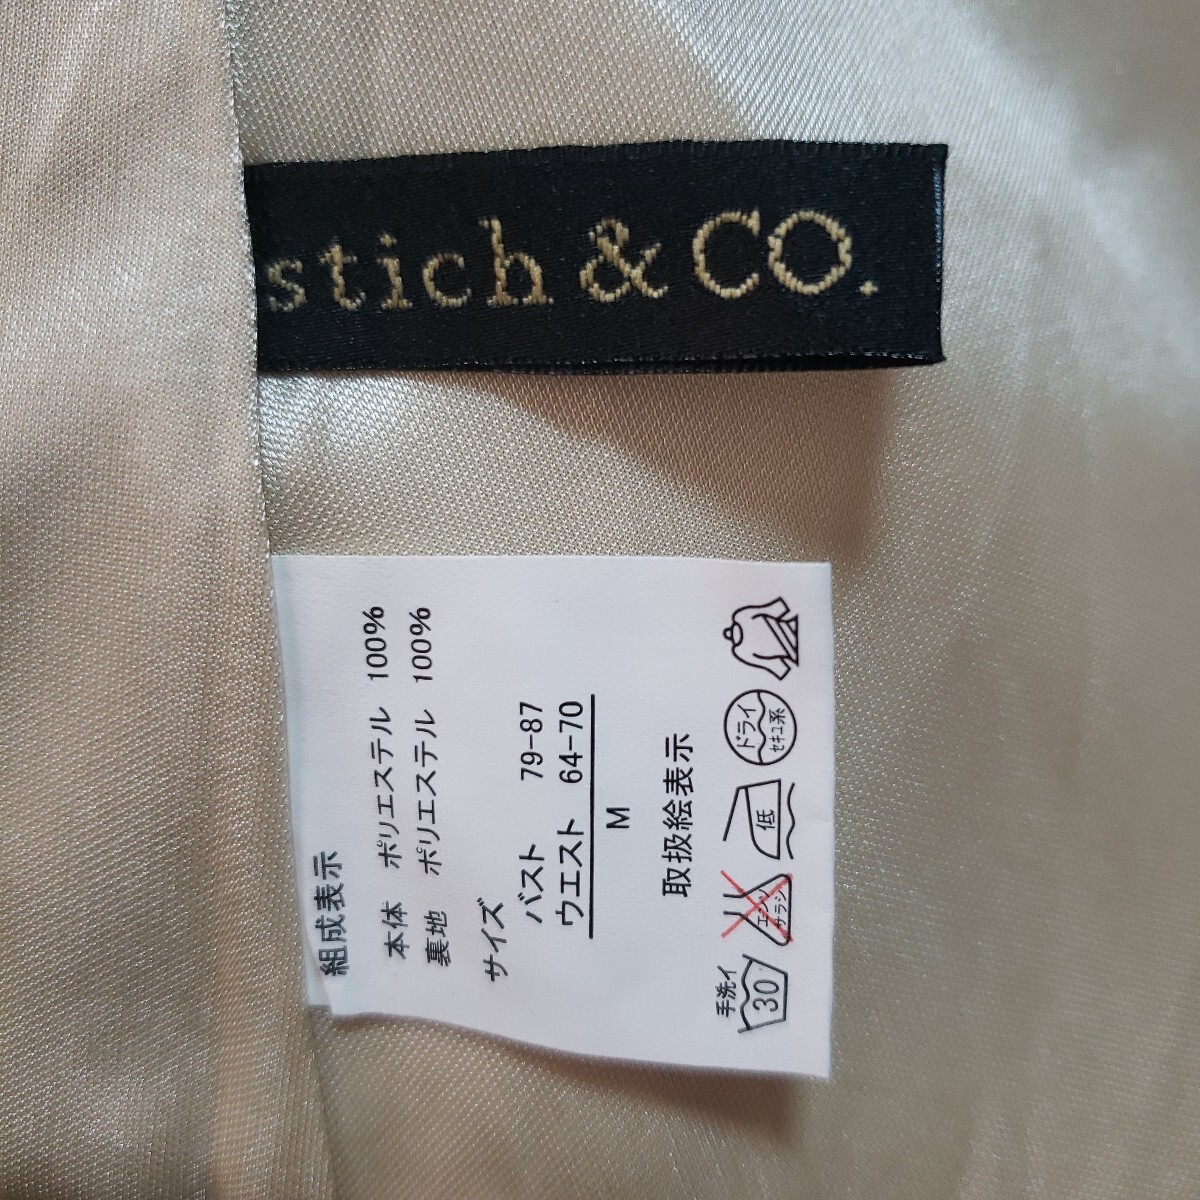 stich & CO.
組成表示
本体 ポリエステル 100%
裏地 ポリエステル 100%
サイズ
バスト 79-87
ウエスト 64-70
M
取扱絵表示
手洗イ
30
エンソ
サラシ
低
ドライ
セキユ系